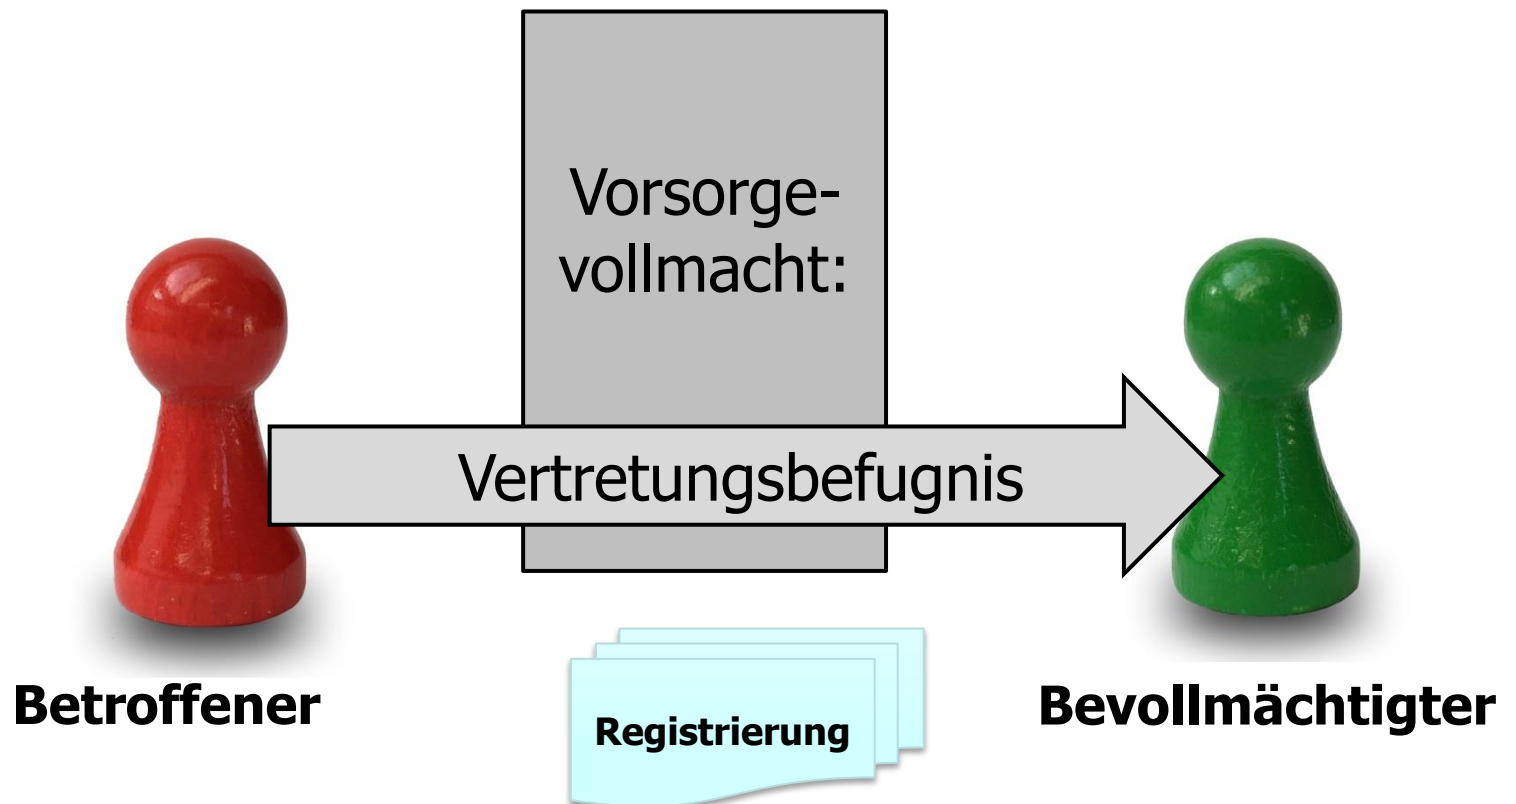 Vorsorge-
vollmacht:
Vertretungsbefugnis
Betroffener
Bevollmächtigter
Registrierung